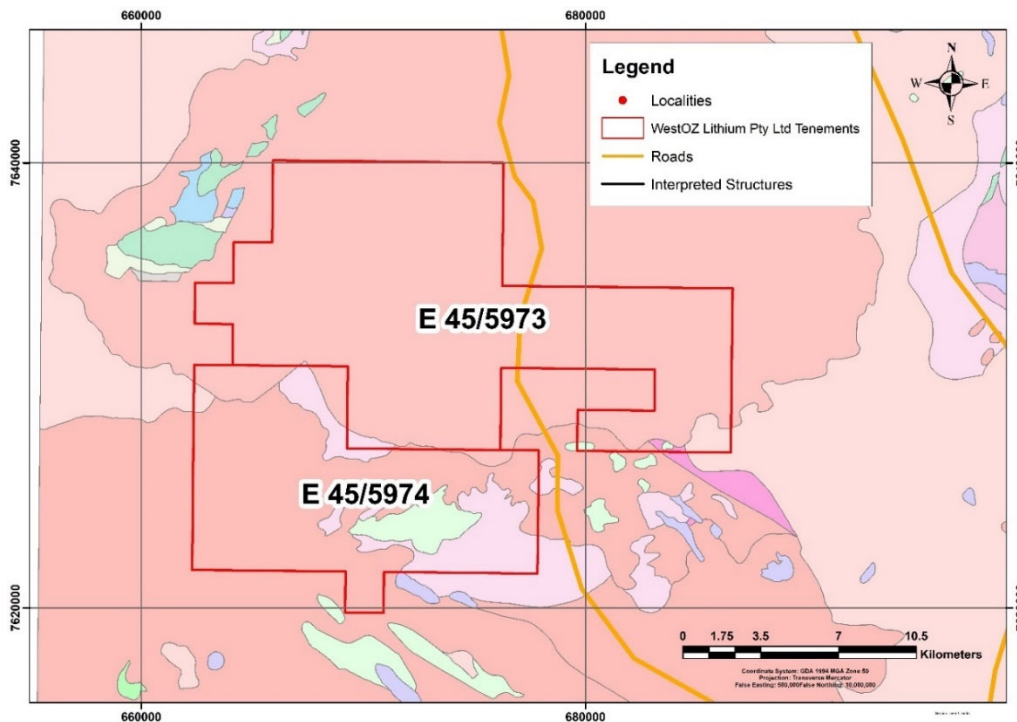 660000 680000
Legend
Localities
WestOZ Lithium Pty Ltd Tenements
Roads
Interpreted Structures
N
W E
S
7640000
E 45/5973
E 45/5974
7620000
0 1.75 3.5 7 10.5
Kilometers
Coordinate System: GDA 1994 MGA Zone 50
Projection: Transverse Mercator
False Easting: 500,000False Northing: 10,000,000
660000 680000